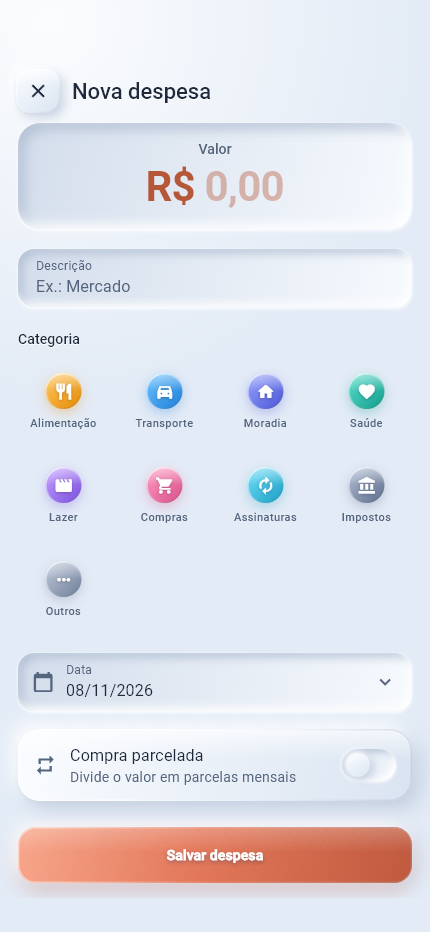 Nova despesa
Valor
R$ 0,00
Descrição
Ex.: Mercado
Categoria
Alimentação
Transporte
Moradia
Saúde
Lazer
Compras
Assinaturas
Impostos
Outros
Data
08/11/2026
Compra parcelada
Divide o valor em parcelas mensais
Salvar despesa